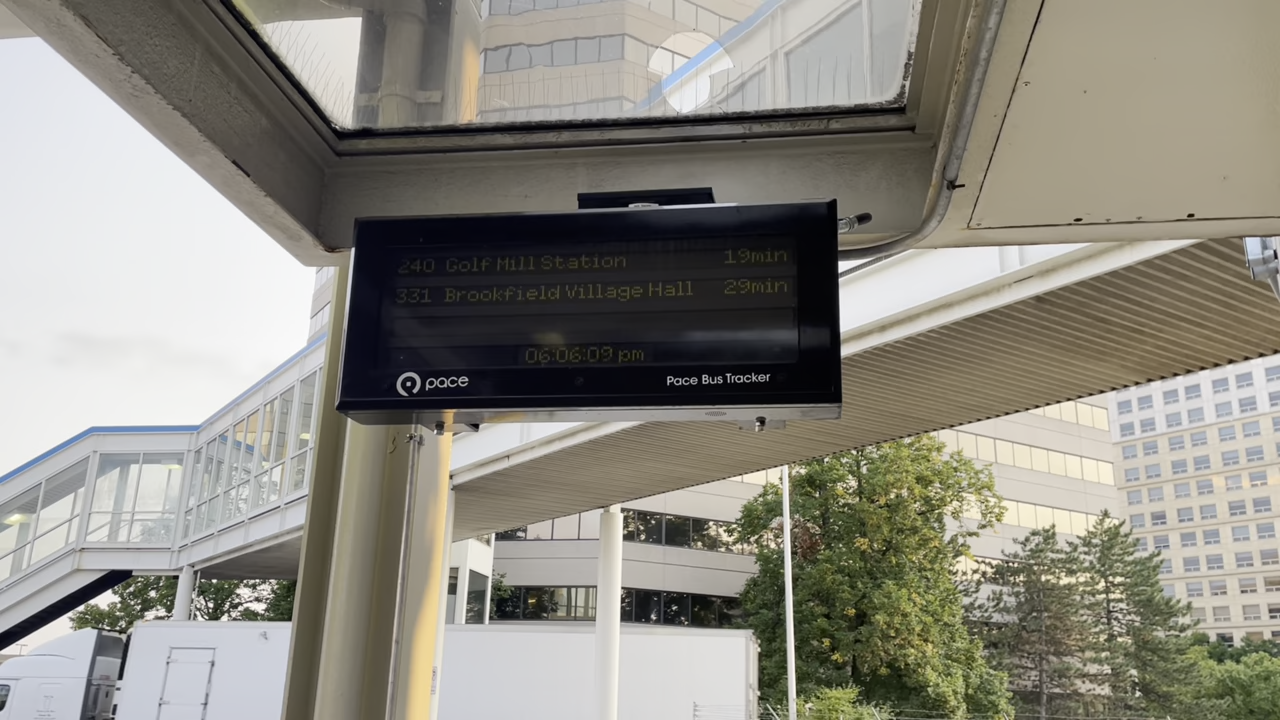 240 Golf Mill Station 19min
331 Brookfield Village Hall 29min
06:06:09 pm
pace Pace Bus Tracker